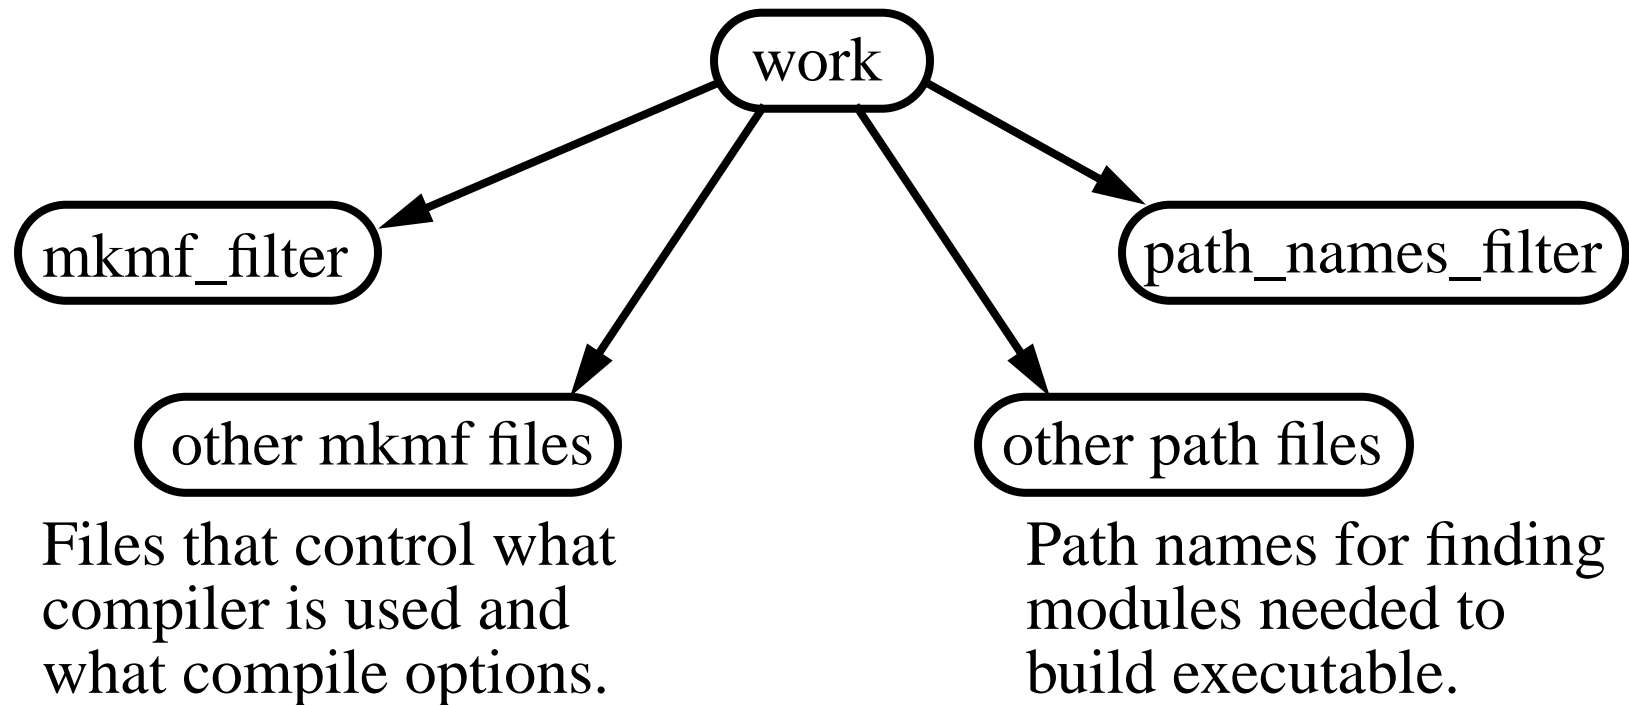 work
mkmf_filter
path_names_filter
other mkmf files
other path files
Files that control what
compiler is used and
what compile options.
Path names for finding
modules needed to
build executable.